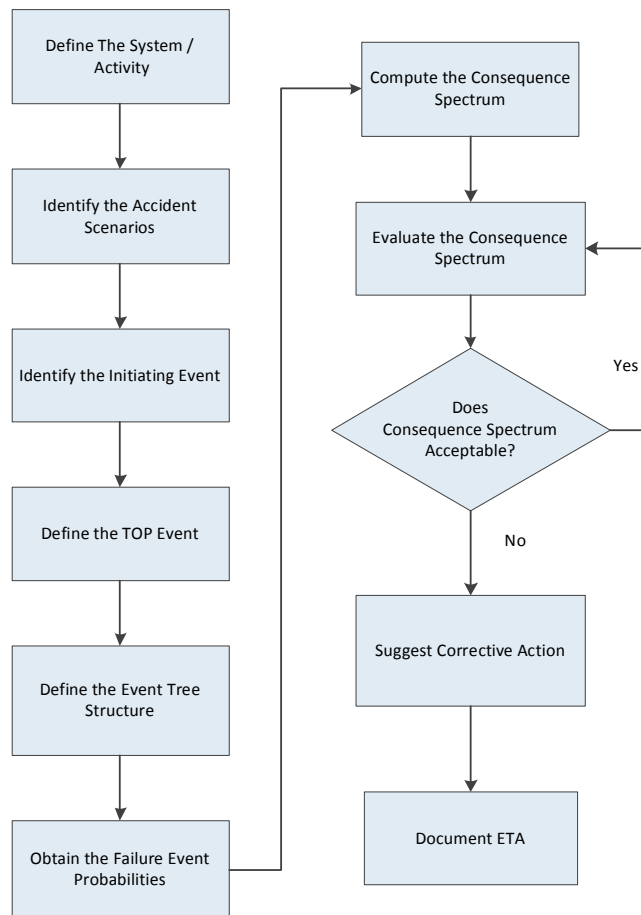 Define The System /
Activity
Identify the Accident
Scenarios
Identify the Initiating Event
Define the TOP Event
Define the Event Tree
Structure
Obtain the Failure Event
Probabilities
Compute the Consequence
Spectrum
Evaluate the Consequence
Spectrum
Does
Consequence Spectrum
Acceptable?
Yes
No
Suggest Corrective Action
Document ETA